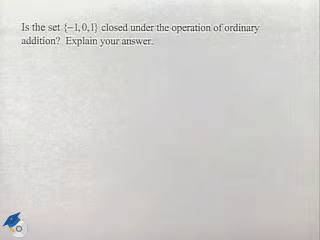 Is the set {−1, 0, 1} closed under the operation of ordinary
addition? Explain your answer.